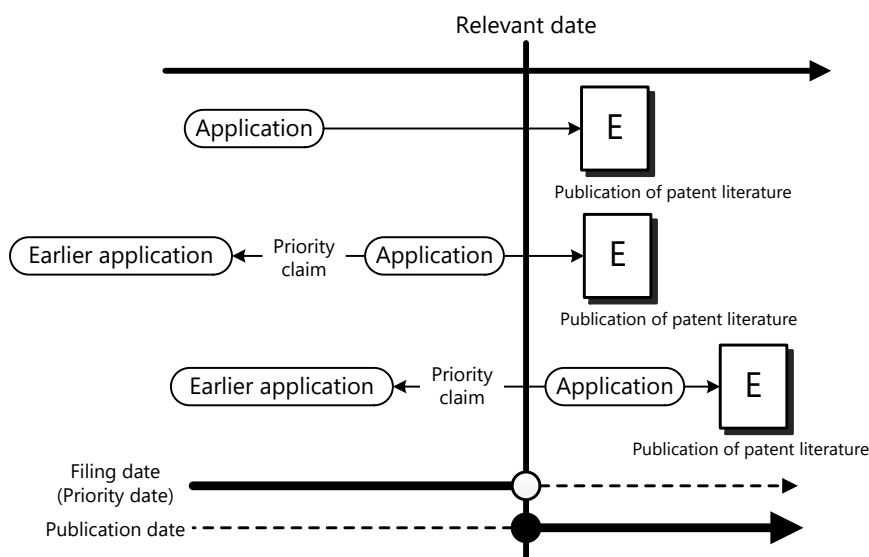 Relevant date
Application
E
Publication of patent literature
Earlier application
Priority
claim
Application
E
Publication of patent literature
Earlier application
Priority
claim
Application
E
Publication of patent literature
Filing date
(Priority date)
Publication date